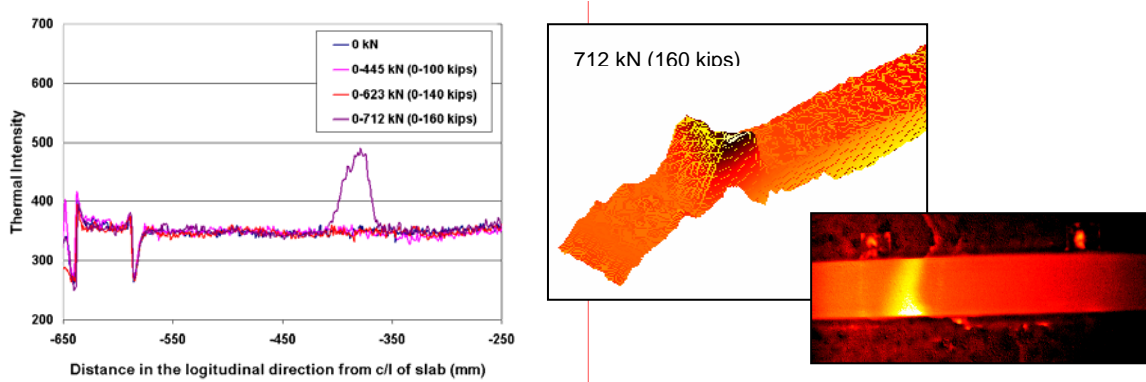 700
600
500
400
300
200
Thermal Intensity
0 kN
0-445 kN (0-100 kips)
0-623 kN (0-140 kips)
0-712 kN (0-160 kips)
-650
-550
-450
-350
-250
Distance in the logitudinal direction from c/l of slab (mm)
712 kN (160 kips)